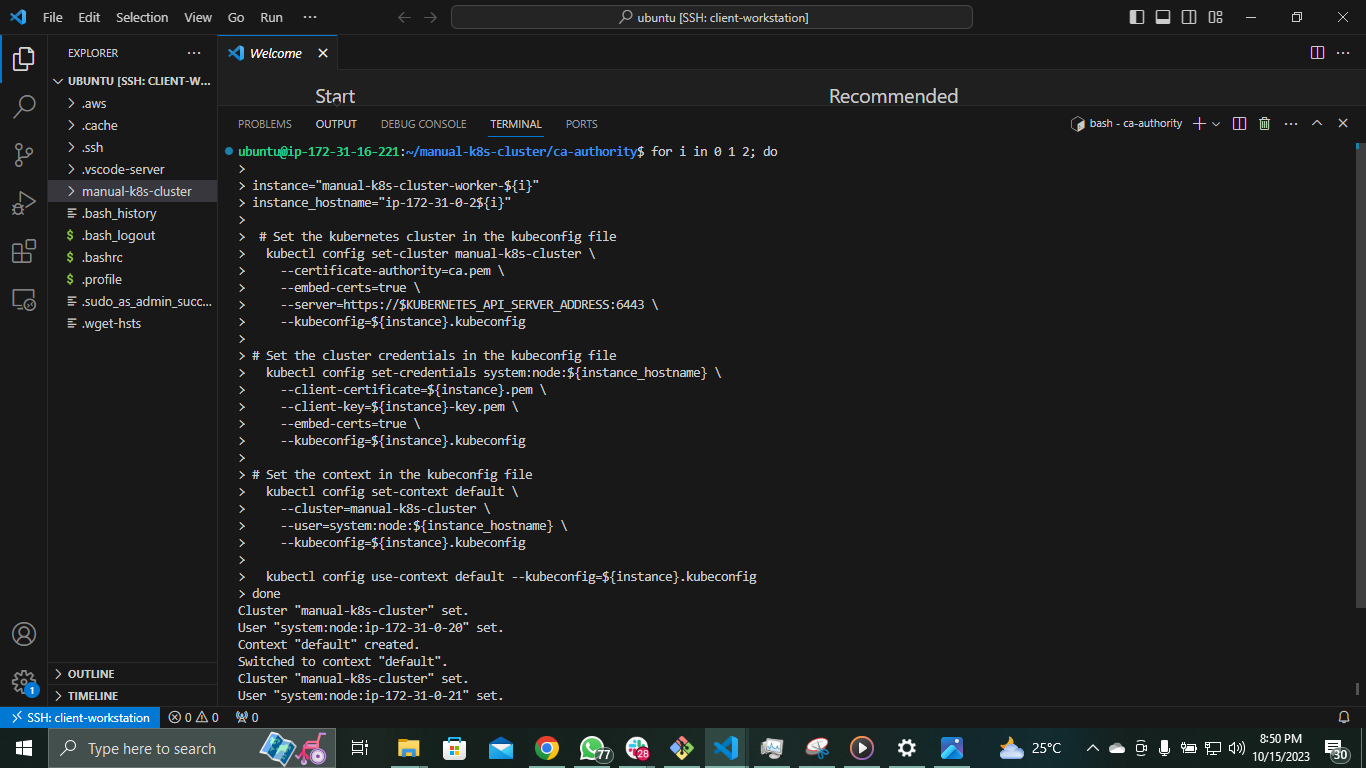 File Edit Selection View Go Run ···
ubuntu [SSH: client-workstation]
EXPLORER ···
UBUNTU [SSH: CLIENT-W...
.aws
.cache
.ssh
.vscode-server
manual-k8s-cluster
.bash_history
$ .bash_logout
$ .bashrc
$ .profile
.sudo_as_admin_succ...
.wget-hsts
OUTLINE
TIMELINE
1
Welcome
Start Recommended
PROBLEMS OUTPUT DEBUG CONSOLE TERMINAL PORTS
bash - ca-authority
ubuntu@ip-172-31-16-221:~/manual-k8s-cluster/ca-authority$ for i in 0 1 2; do
>
> instance="manual-k8s-cluster-worker-${i}"
> instance_hostname="ip-172-31-0-2${i}"
>
>  # Set the kubernetes cluster in the kubeconfig file
>   kubectl config set-cluster manual-k8s-cluster \
>     --certificate-authority=ca.pem \
>     --embed-certs=true \
>     --server=https://$KUBERNETES_API_SERVER_ADDRESS:6443 \
>     --kubeconfig=${instance}.kubeconfig
>
> # Set the cluster credentials in the kubeconfig file
>   kubectl config set-credentials system:node:${instance_hostname} \
>     --client-certificate=${instance}.pem \
>     --client-key=${instance}-key.pem \
>     --embed-certs=true \
>     --kubeconfig=${instance}.kubeconfig
>
> # Set the context in the kubeconfig file
>   kubectl config set-context default \
>     --cluster=manual-k8s-cluster \
>     --user=system:node:${instance_hostname} \
>     --kubeconfig=${instance}.kubeconfig
>
>   kubectl config use-context default --kubeconfig=${instance}.kubeconfig
> done
Cluster "manual-k8s-cluster" set.
User "system:node:ip-172-31-0-20" set.
Context "default" created.
Switched to context "default".
Cluster "manual-k8s-cluster" set.
User "system:node:ip-172-31-0-21" set.
SSH: client-workstation 0 0 0
Type here to search
77
28
25°C
8:50 PM
10/15/2023
30